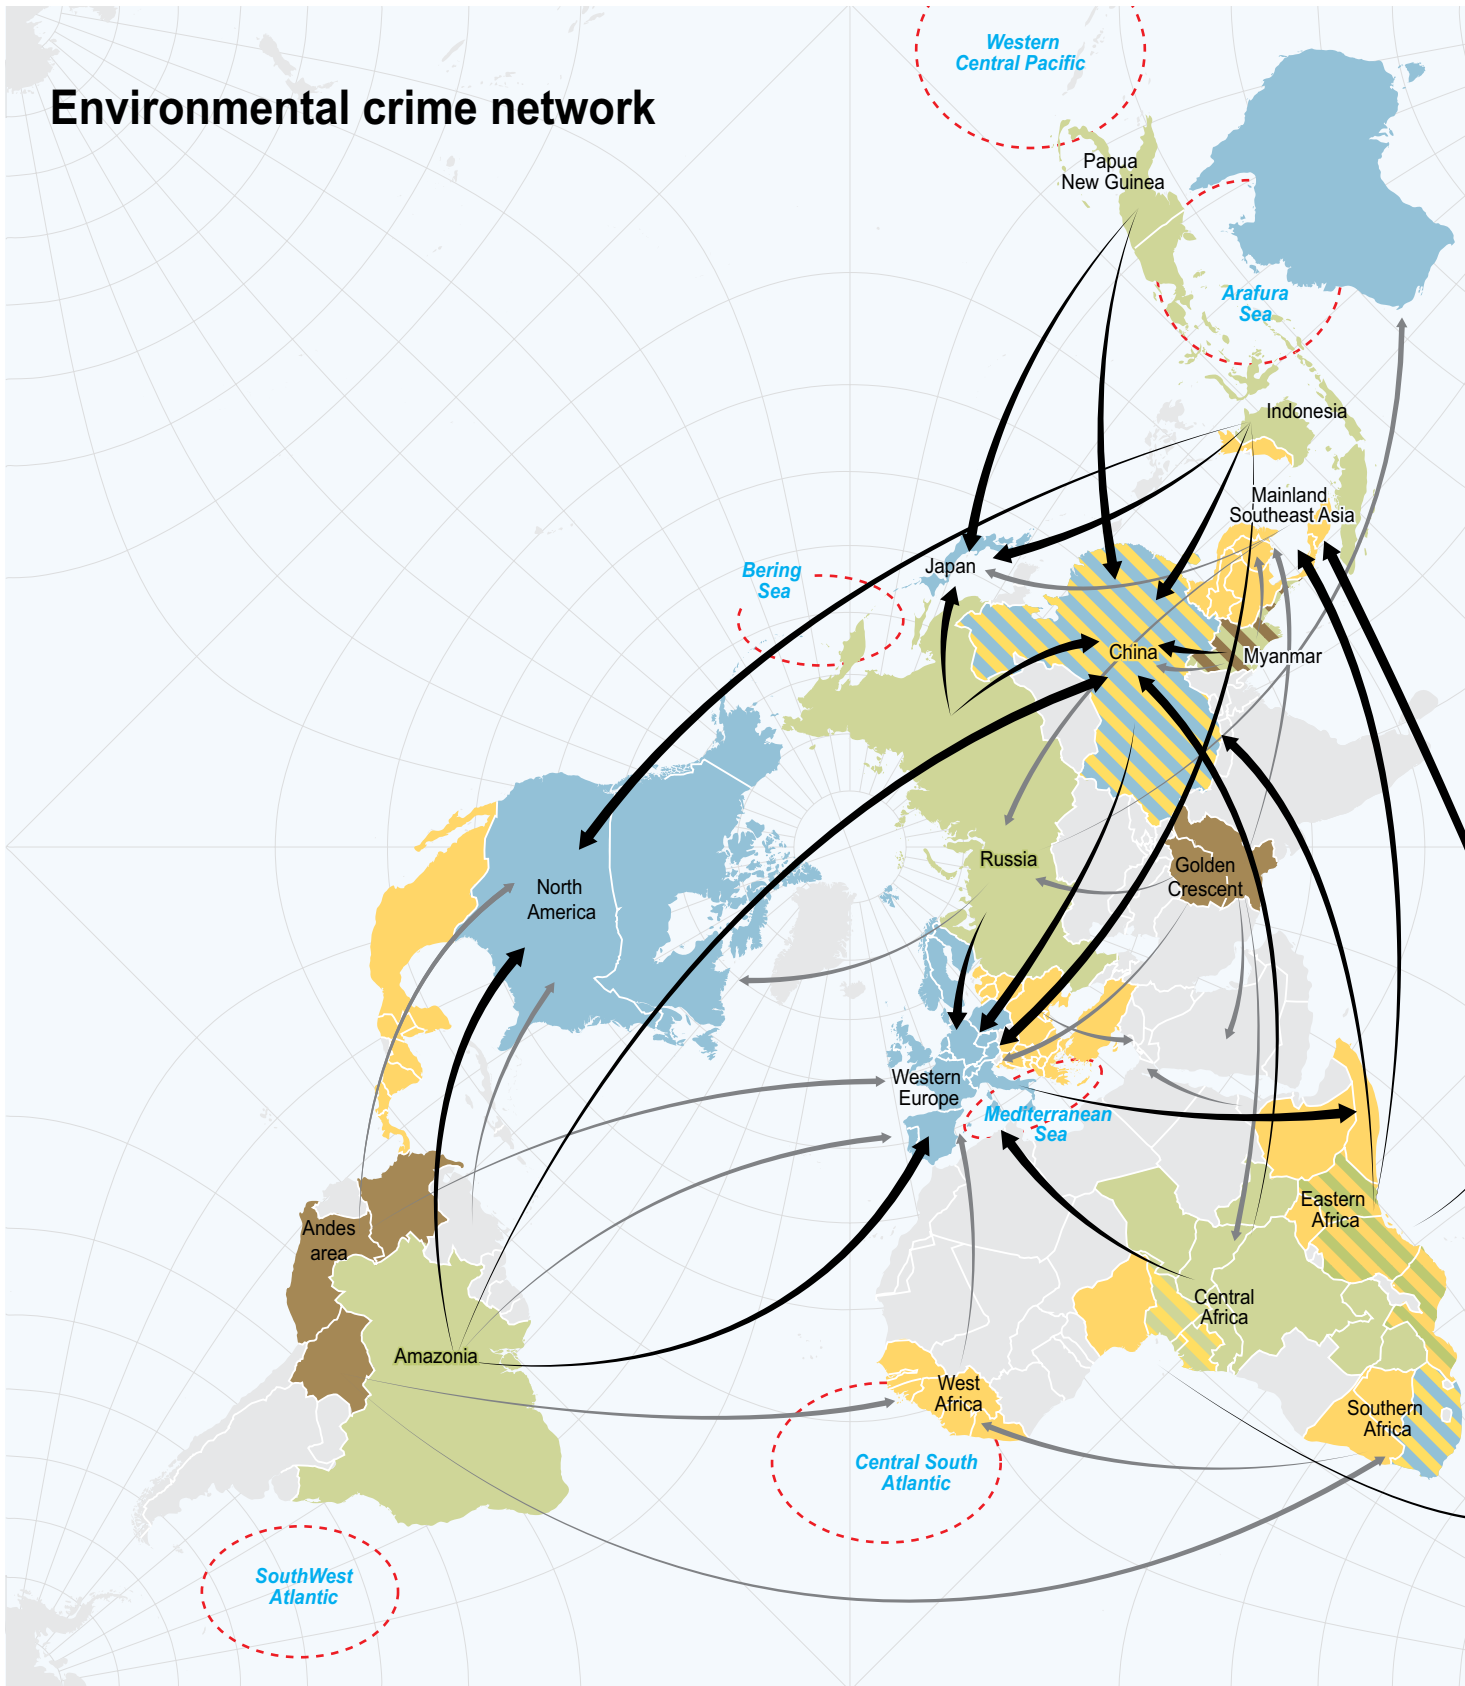 Western
Central Pacific
Environmental crime network
Papua
New Guinea
Arafura
Sea
Indonesia
Mainland
Southeast Asia
Japan
Bering
Sea
China
Myanmar
Russia
Golden
Crescent
North
America
Western
Europe
Mediterranean
Sea
Eastern
Africa
Andes
area
Central
Africa
Amazonia
West
Africa
Southern
Africa
Central South
Atlantic
SouthWest
Atlantic